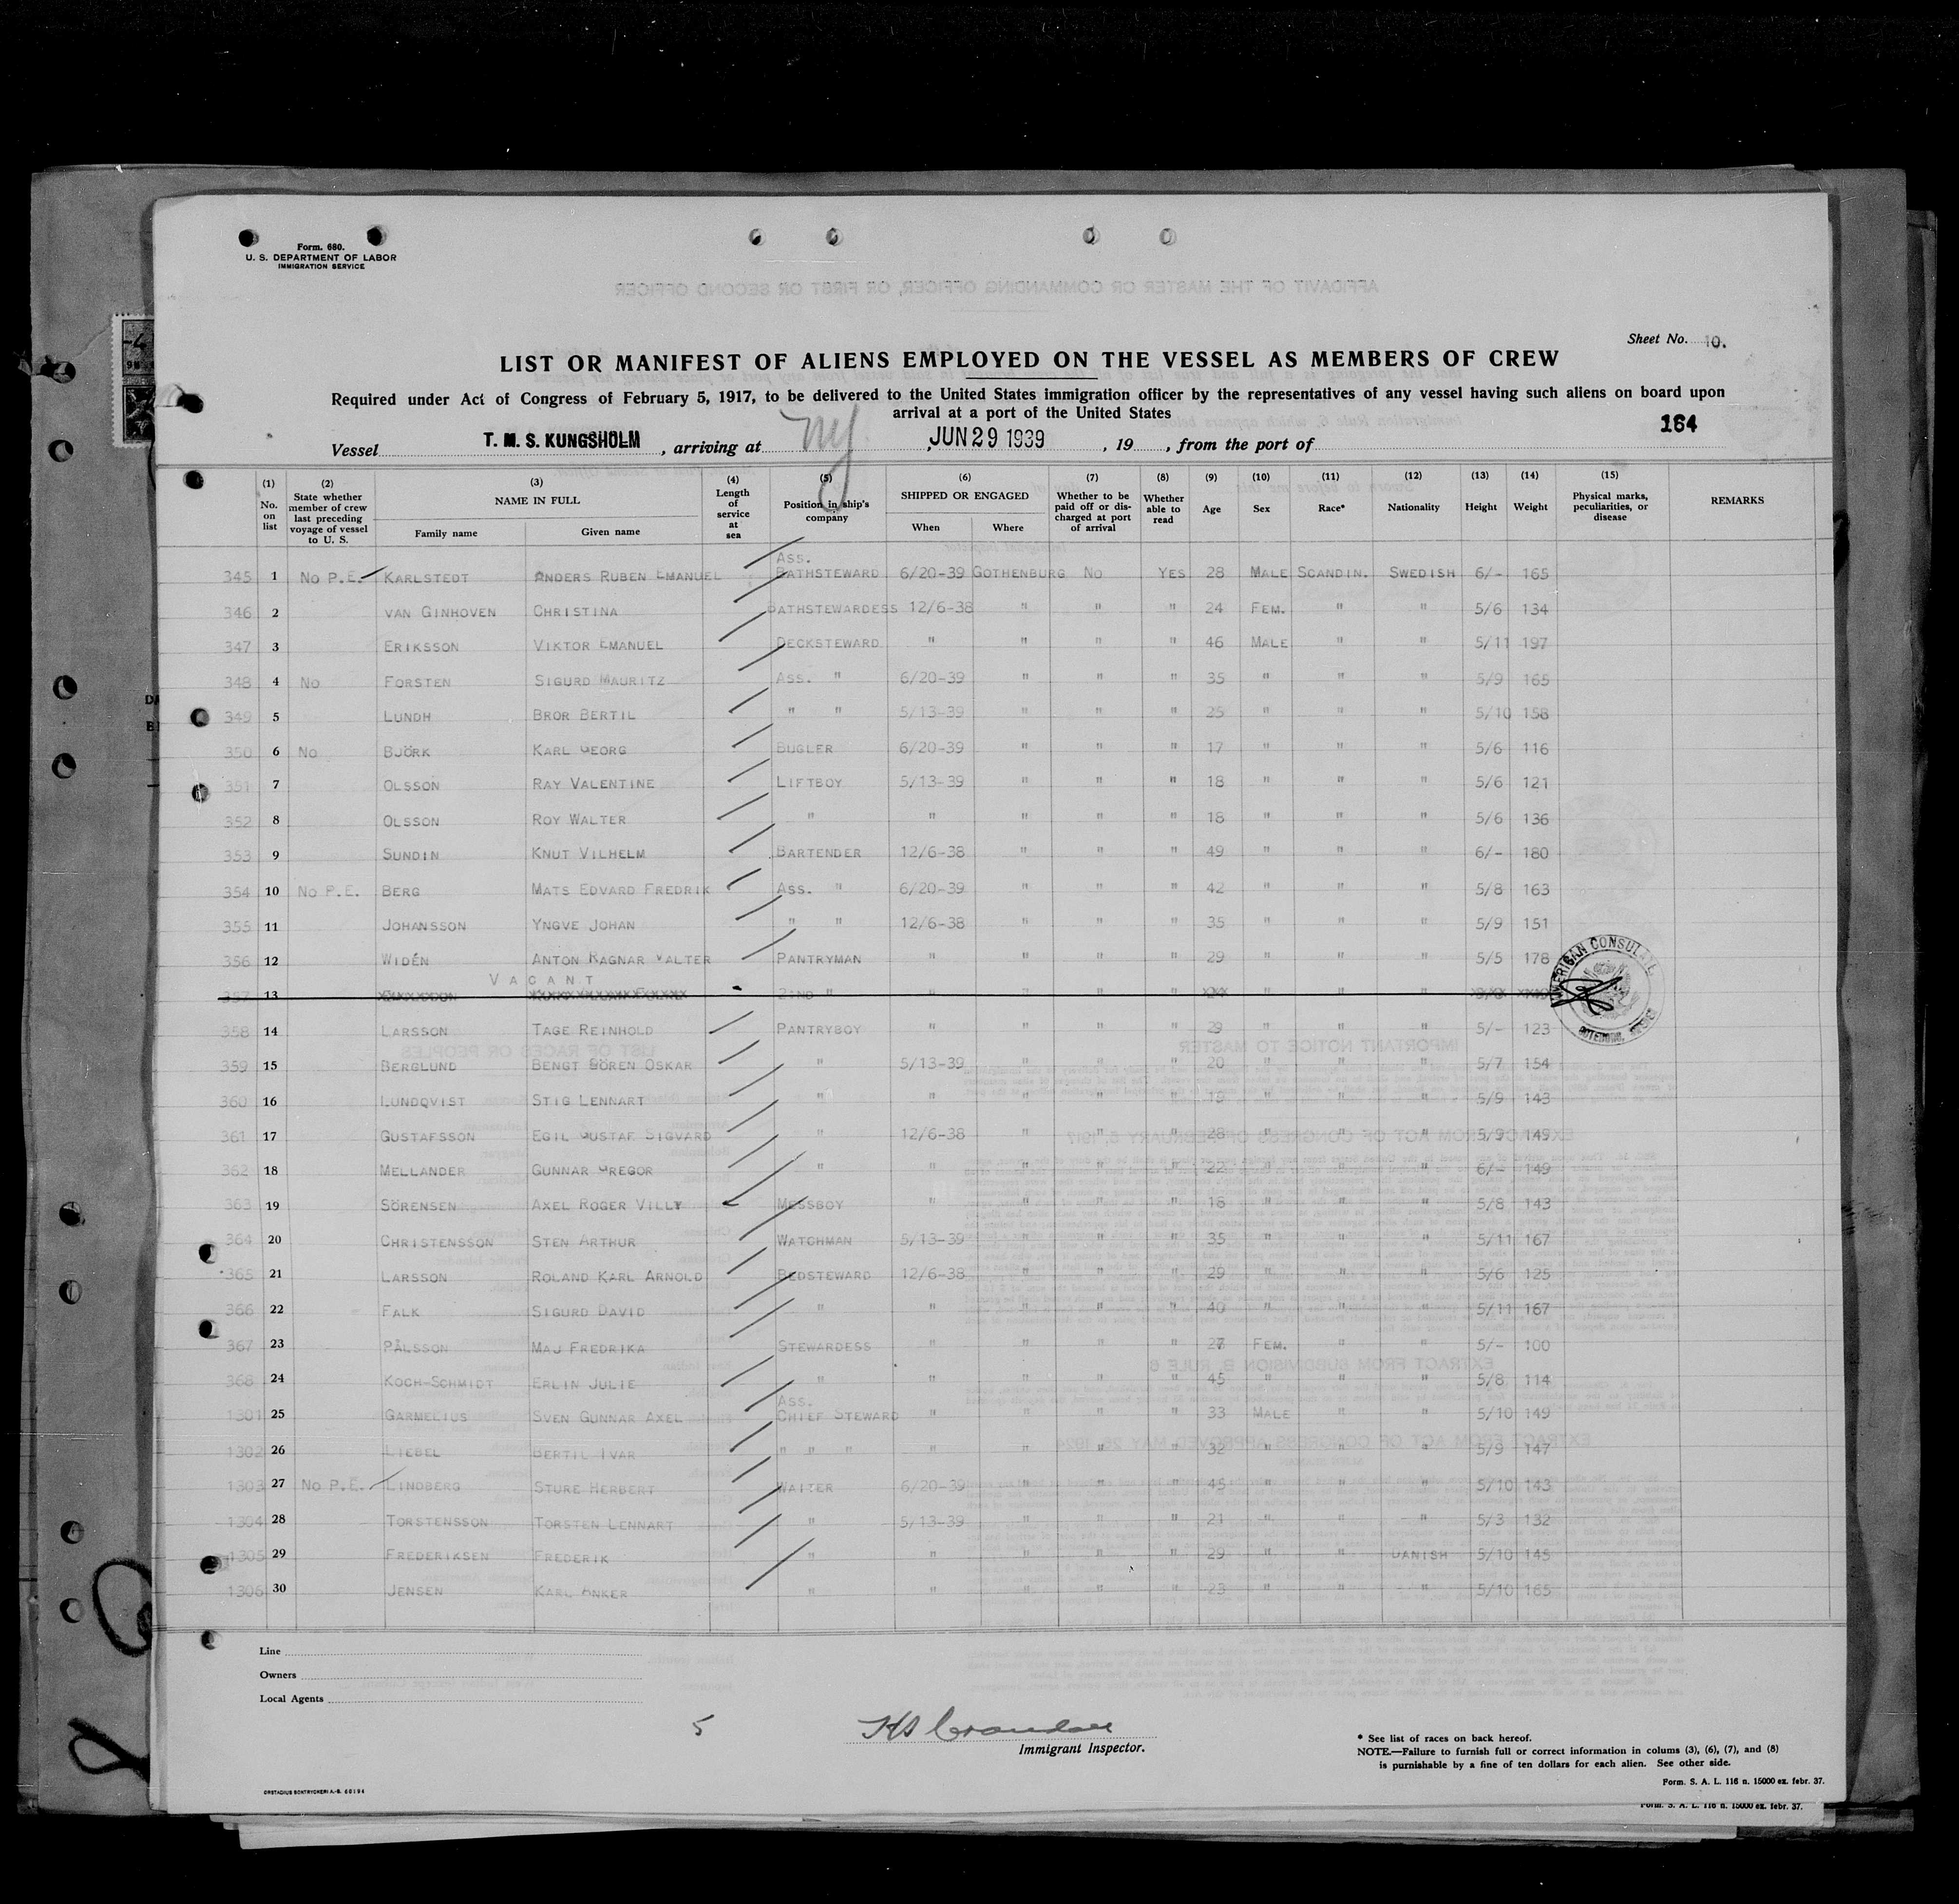 Form. 680.
U. S. DEPARTMENT OF LABOR
IMMIGRATION SERVICE
AFFIDAVIT OF THE MASTER OR COMMANDING OFFICER, OR FIRST OR SECOND OFFICER
Sheet No. 10.
LIST OR MANIFEST OF ALIENS EMPLOYED ON THE VESSEL AS MEMBERS OF CREW
Required under Act of Congress of February 5, 1917, to be delivered to the United States immigration officer by the representatives of any vessel having such aliens on board upon
arrival at a port of the United States
164
Vessel T. M. S. KUNGSHOLM, arriving at NY, JUN 29 1939, 19 , from the port of
(1) No. on list (2) State whether member of crew last preceding voyage of vessel to U. S. (3) NAME IN FULL Family name Given name (4) Length of service at sea (5) Position in ship's company (6) SHIPPED OR ENGAGED When Where (7) Whether to be paid off or discharged at port of arrival (8) Whether able to read (9) Age (10) Sex (11) Race* (12) Nationality (13) Height (14) Weight (15) Physical marks, peculiarities, or disease REMARKS
345 1 NO P.E. KARLSTEDT ANDERS RUBEN EMANUEL ASS. BATHSTEWARD 6/20-39 GOTHENBURG NO YES 28 MALE SCANDIN. SWEDISH 6/- 165
346 2 VAN GINHOVEN CHRISTINA BATHSTEWARDESS 12/6-38 " " " 24 FEM. " " 5/6 134
347 3 ERIKSSON VIKTOR EMANUEL DECKSTEWARD " " " " 46 MALE " " 5/11 197
348 4 NO FORSTEN SIGURD MAURITZ ASS. " 6/20-39 " " " 35 " " " 5/9 165
349 5 LUNDH BROR BERTIL " " 5/13-39 " " " 25 " " " 5/10 158
350 6 NO BJÖRK KARL GEORG BUGLER 6/20-39 " " " 17 " " " 5/6 116
351 7 OLSSON RAY VALENTINE LIFTBOY 5/13-39 " " " 18 " " " 5/6 121
352 8 OLSSON ROY WALTER " " " " " 18 " " " 5/6 136
353 9 SUNDIN KNUT VILHELM BARTENDER 12/6-38 " " " 49 " " " 6/- 180
354 10 NO P.E. BERG MATS EDVARD FREDRIK ASS. " 6/20-39 " " " 42 " " " 5/8 163
355 11 JOHANSSON YNGVE JOHAN " " 12/6-38 " " " 35 " " " 5/9 151
356 12 WIDÉN ANTON RAGNAR VALTER PANTRYMAN " " " " 29 " " " 5/5 178
357 13 VACANT 2:ND " " " " " " " "
358 14 LARSSON TAGE REINHOLD PANTRYBOY " " " " 29 " " " 5/- 123
359 15 BERGLUND BENGT SÖREN OSKAR " 5/13-39 " " " 20 " " " 5/7 154
360 16 LUNDQVIST STIG LENNART " " " " " 19 " " " 5/9 143
361 17 GUSTAFSSON EGIL GUSTAF SIGVARD " 12/6-38 " " " 28 " " " 5/9 149
362 18 MELLANDER GUNNAR GREGOR " " " " " 22 " " " 6/- 149
363 19 SÖRENSEN AXEL ROGER VILLY MESSBOY " " " " 18 " " " 5/8 143
364 20 CHRISTENSSON STEN ARTHUR WATCHMAN 5/13-39 " " " 35 " " " 5/11 167
365 21 LARSSON ROLAND KARL ARNOLD BEDSTEWARD 12/6-38 " " " 29 " " " 5/6 125
366 22 FALK SIGURD DAVID " " " " " 40 " " " 5/11 167
367 23 PÅLSSON MAJ FREDRIKA STEWARDESS " " " " 27 FEM. " " 5/- 100
368 24 KOCH-SCHMIDT ERLIN JULIE " " " " " 45 " " " 5/8 114
1301 25 GARMELIUS SVEN GUNNAR AXEL ASS. CHIEF STEWARD " " " " 33 MALE " " 5/10 149
1302 26 LIEBEL BERTIL IVAR " " " " " " " 32 " " " 5/9 147
1303 27 NO P.E. LINDBERG STURE HERBERT WAITER 6/20-39 " " " 45 " " " 5/10 143
1304 28 TORSTENSSON TORSTEN LENNART " 5/13-39 " " " 21 " " " 5/3 132
1305 29 FREDERIKSEN FREDERIK " " " " " 29 " " DANISH 5/10 145
1306 30 JENSEN KARL ANKER " " " " " 23 " " " 5/10 165
AMERICAN CONSULATE
Line
Owners
Local Agents
5
Immigrant Inspector.
* See list of races on back hereof.
NOTE.—Failure to furnish full or correct information in colums (3), (6), (7), and (8)
is punishable by a fine of ten dollars for each alien. See other side.
Form. S. A. L. 116 n. 15000 ex. febr. 37.
Form. S. A. L. 116 n. 15000 ex. febr. 37.